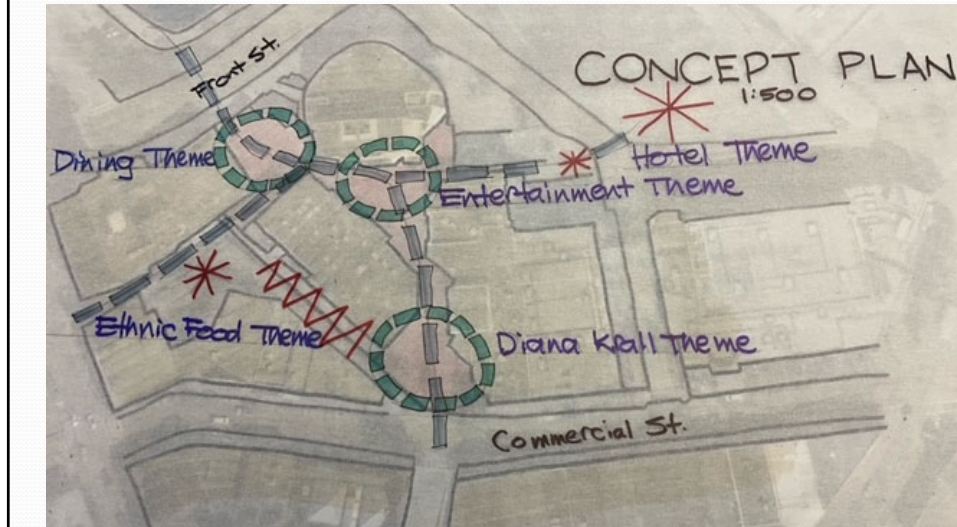 CONCEPT PLAN
1:500
Front St.
Dining Theme
Hotel Theme
Entertainment Theme
Ethnic Food Theme
Diana Krall Theme
Commercial St.